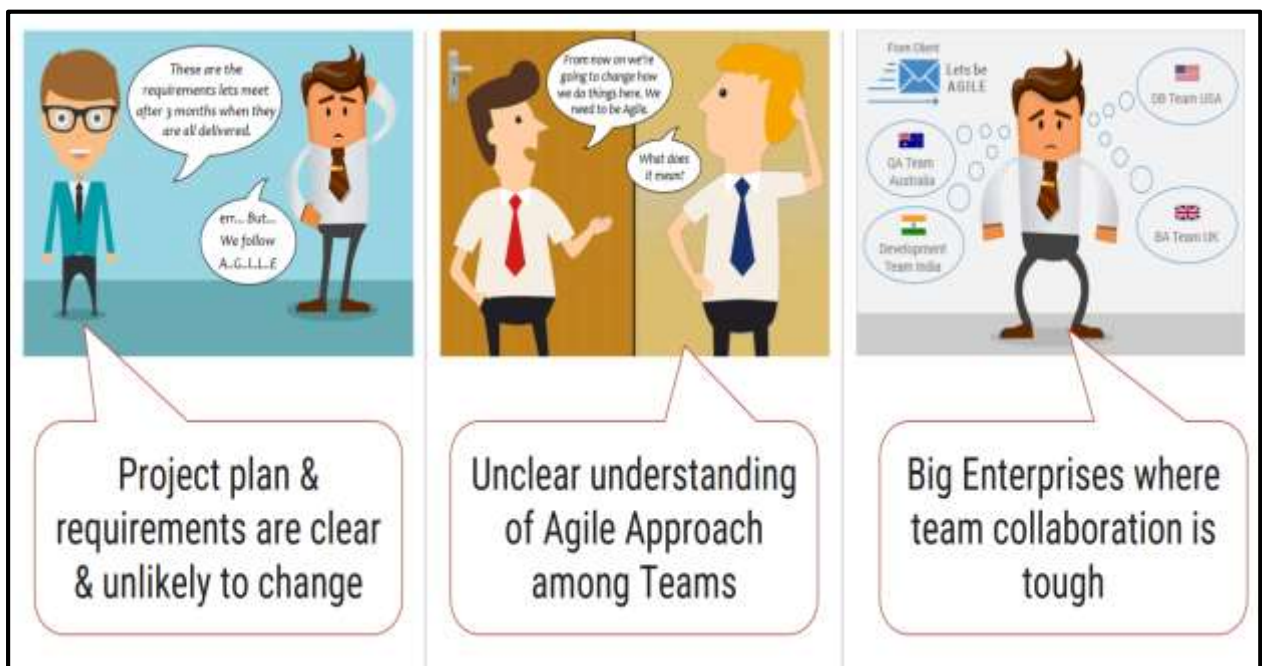 These are the
requirements lets meet
after 3 months when they
are all delivered.
err... But...
We follow
A..G..I..L..E
Project plan &
requirements are clear
& unlikely to change
From now on we're
going to change how
we do things here. We
need to be Agile.
What does
it mean?
Unclear understanding
of Agile Approach
among Teams
From Client
Lets be
AGILE
DB Team USA
QA Team
Australia
Development
Team India
BA Team UK
Big Enterprises where
team collaboration is
tough